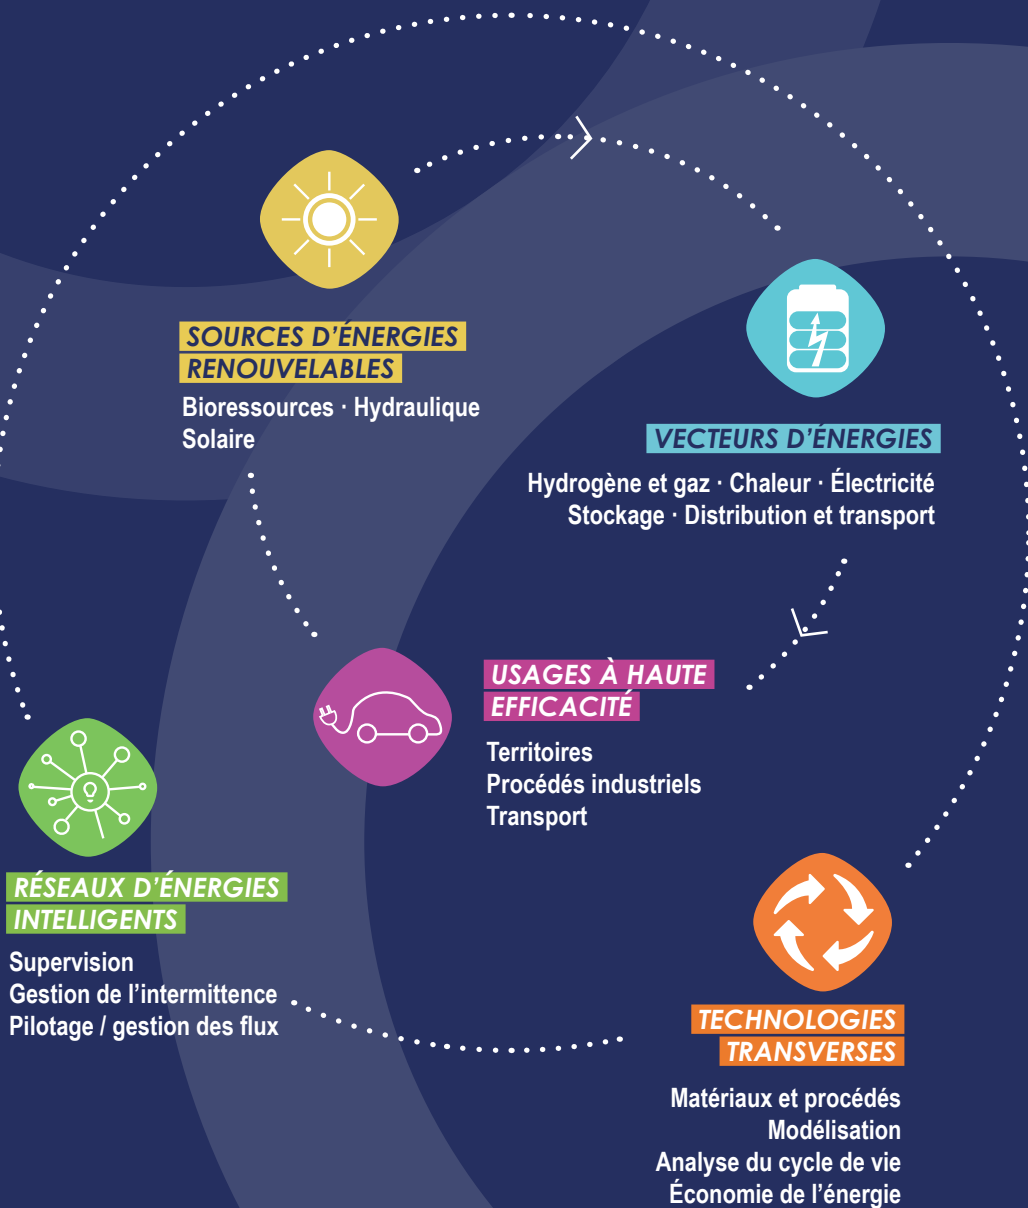 SOURCES D’ÉNERGIES
RENOUVELABLES
Bioressources · Hydraulique
Solaire
VECTEURS D’ÉNERGIES
Hydrogène et gaz · Chaleur · Électricité
Stockage · Distribution et transport
USAGES À HAUTE
EFFICACITÉ
Territoires
Procédés industriels
Transport
RÉSEAUX D’ÉNERGIES
INTELLIGENTS
Supervision
Gestion de l’intermittence
Pilotage / gestion des flux
TECHNOLOGIES
TRANSVERSES
Matériaux et procédés
Modélisation
Analyse du cycle de vie
Économie de l’énergie